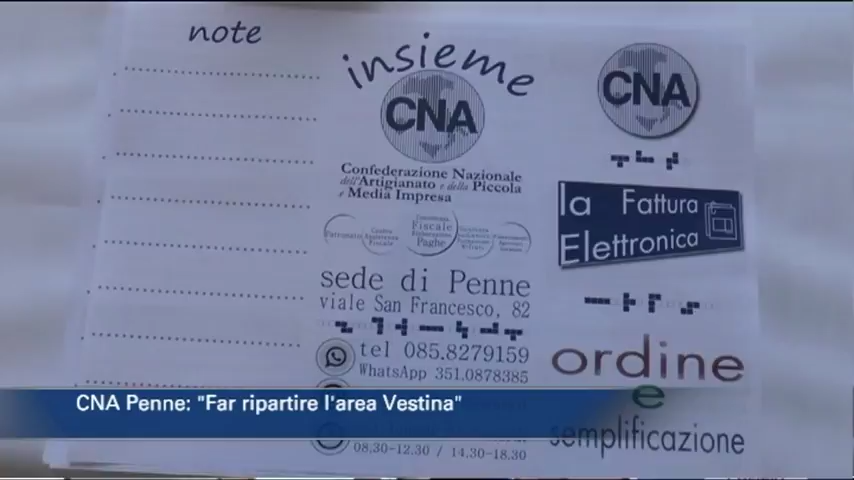 note
insieme
CNA
Confederazione Nazionale
dell'Artigianato e della Piccola
e Media Impresa
Patronato
Fiscale
Fiscale
Paghe
sede di Penne
viale San Francesco, 82
tel 085.8279159
WhatsApp 351.0878385
08.30-12.30 / 14.30-18.30
CNA
la Fattura
Elettronica
ordine
e
semplificazione
CNA Penne: "Far ripartire l'area Vestina"